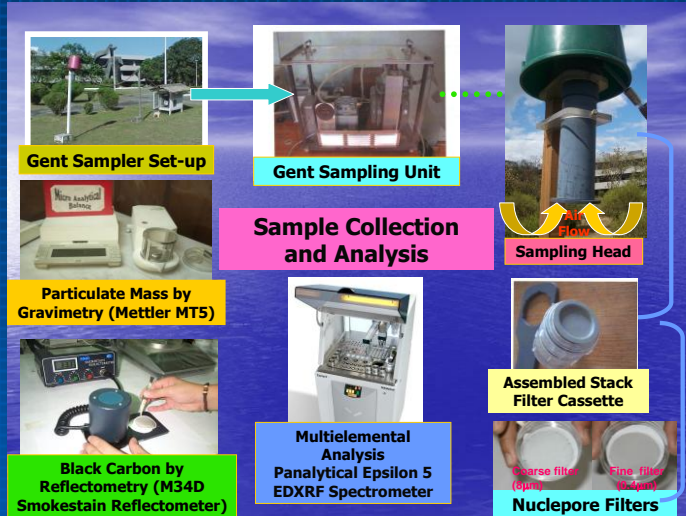 Gent Sampler Set-up
Gent Sampling Unit
Air
Flow
Sampling Head
Micro Analytical
Balance
Sample Collection
and Analysis
Particulate Mass by
Gravimetry (Mettler MT5)
Assembled Stack
Filter Cassette
Black Carbon by
Reflectometry (M34D
Smokestain Reflectometer)
Multielemental
Analysis
Panalytical Epsilon 5
EDXRF Spectrometer
Coarse filter
(8µm)
Fine filter
(0.4µm)
Nuclepore Filters